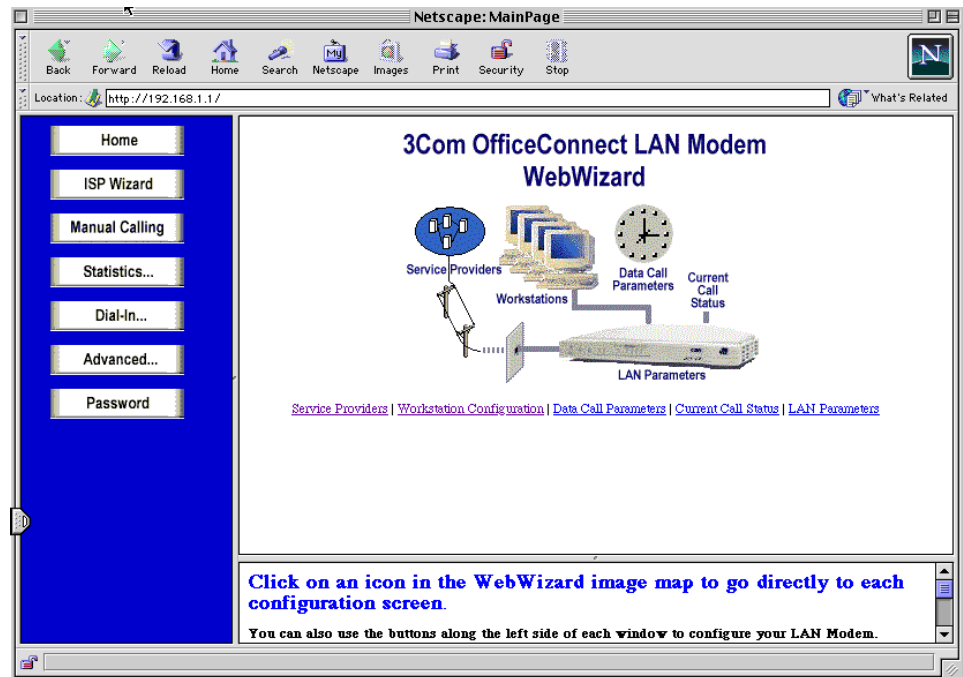 Netscape: MainPage
Back Forward Reload Home Search Netscape Images Print Security Stop
My
N
Location: http://192.168.1.1/ What's Related
Home
ISP Wizard
Manual Calling
Statistics...
Dial-In...
Advanced...
Password
3Com OfficeConnect LAN Modem
WebWizard
Service Providers
Workstations
Data Call
Parameters
Current
Call
Status
LAN Parameters
Service Providers | Workstation Configuration | Data Call Parameters | Current Call Status | LAN Parameters
Click on an icon in the WebWizard image map to go directly to each
configuration screen.
You can also use the buttons along the left side of each window to configure your LAN Modem.